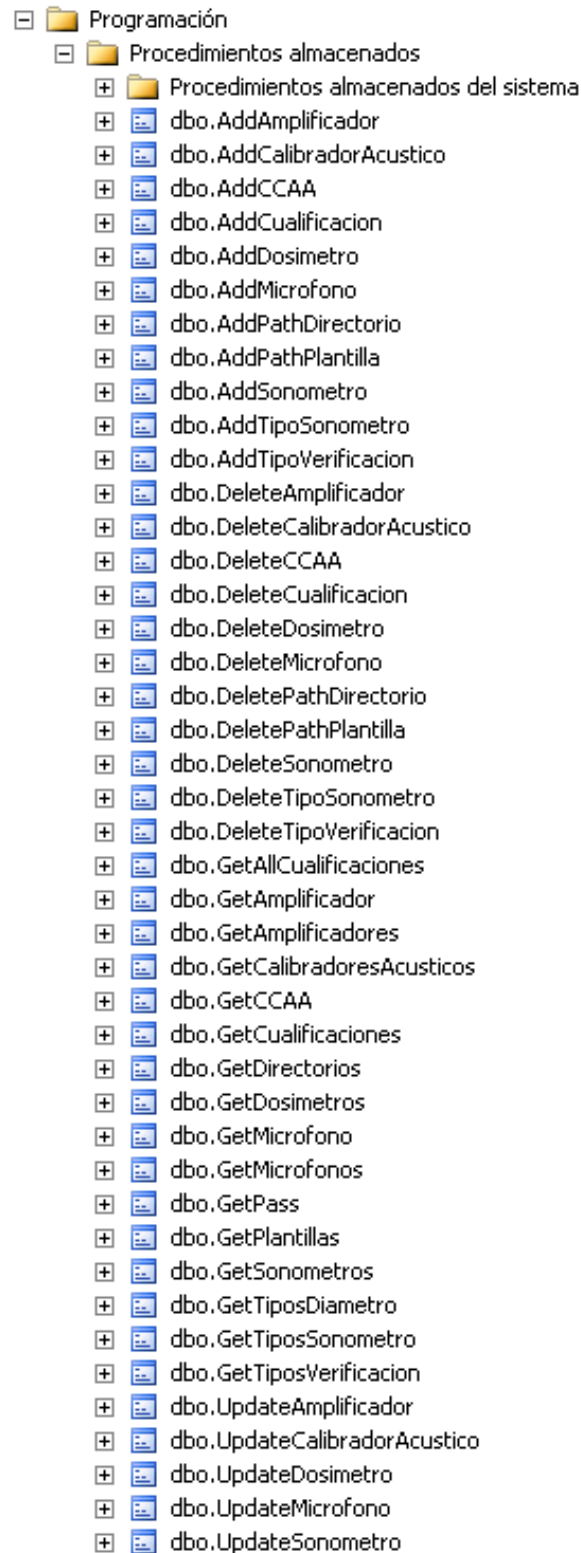 Programación
Procedimientos almacenados
Procedimientos almacenados del sistema
dbo.AddAmplificador
dbo.AddCalibradorAcustico
dbo.AddCCAA
dbo.AddCualificacion
dbo.AddDosimetro
dbo.AddMicrofono
dbo.AddPathDirectorio
dbo.AddPathPlantilla
dbo.AddSonometro
dbo.AddTipoSonometro
dbo.AddTipoVerificacion
dbo.DeleteAmplificador
dbo.DeleteCalibradorAcustico
dbo.DeleteCCAA
dbo.DeleteCualificacion
dbo.DeleteDosimetro
dbo.DeleteMicrofono
dbo.DeletePathDirectorio
dbo.DeletePathPlantilla
dbo.DeleteSonometro
dbo.DeleteTipoSonometro
dbo.DeleteTipoVerificacion
dbo.GetAllCualificaciones
dbo.GetAmplificador
dbo.GetAmplificadores
dbo.GetCalibradoresAcusticos
dbo.GetCCAA
dbo.GetCualificaciones
dbo.GetDirectorios
dbo.GetDosimetros
dbo.GetMicrofono
dbo.GetMicrofonos
dbo.GetPass
dbo.GetPlantillas
dbo.GetSonometros
dbo.GetTiposDiametro
dbo.GetTiposSonometro
dbo.GetTiposVerificacion
dbo.UpdateAmplificador
dbo.UpdateCalibradorAcustico
dbo.UpdateDosimetro
dbo.UpdateMicrofono
dbo.UpdateSonometro